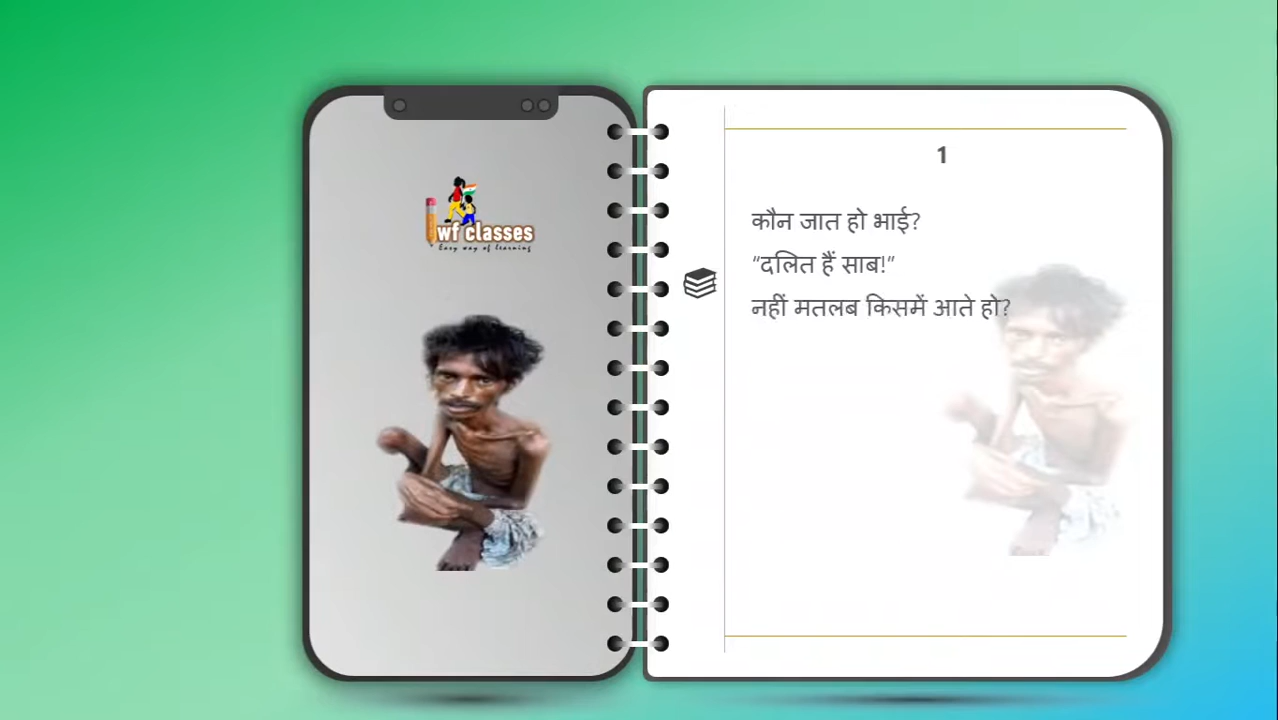 wf classes
Easy way of learning
1
कौन जात हो भाई?
“दलित हैं साब!”
नहीं मतलब किसमें आते हो?